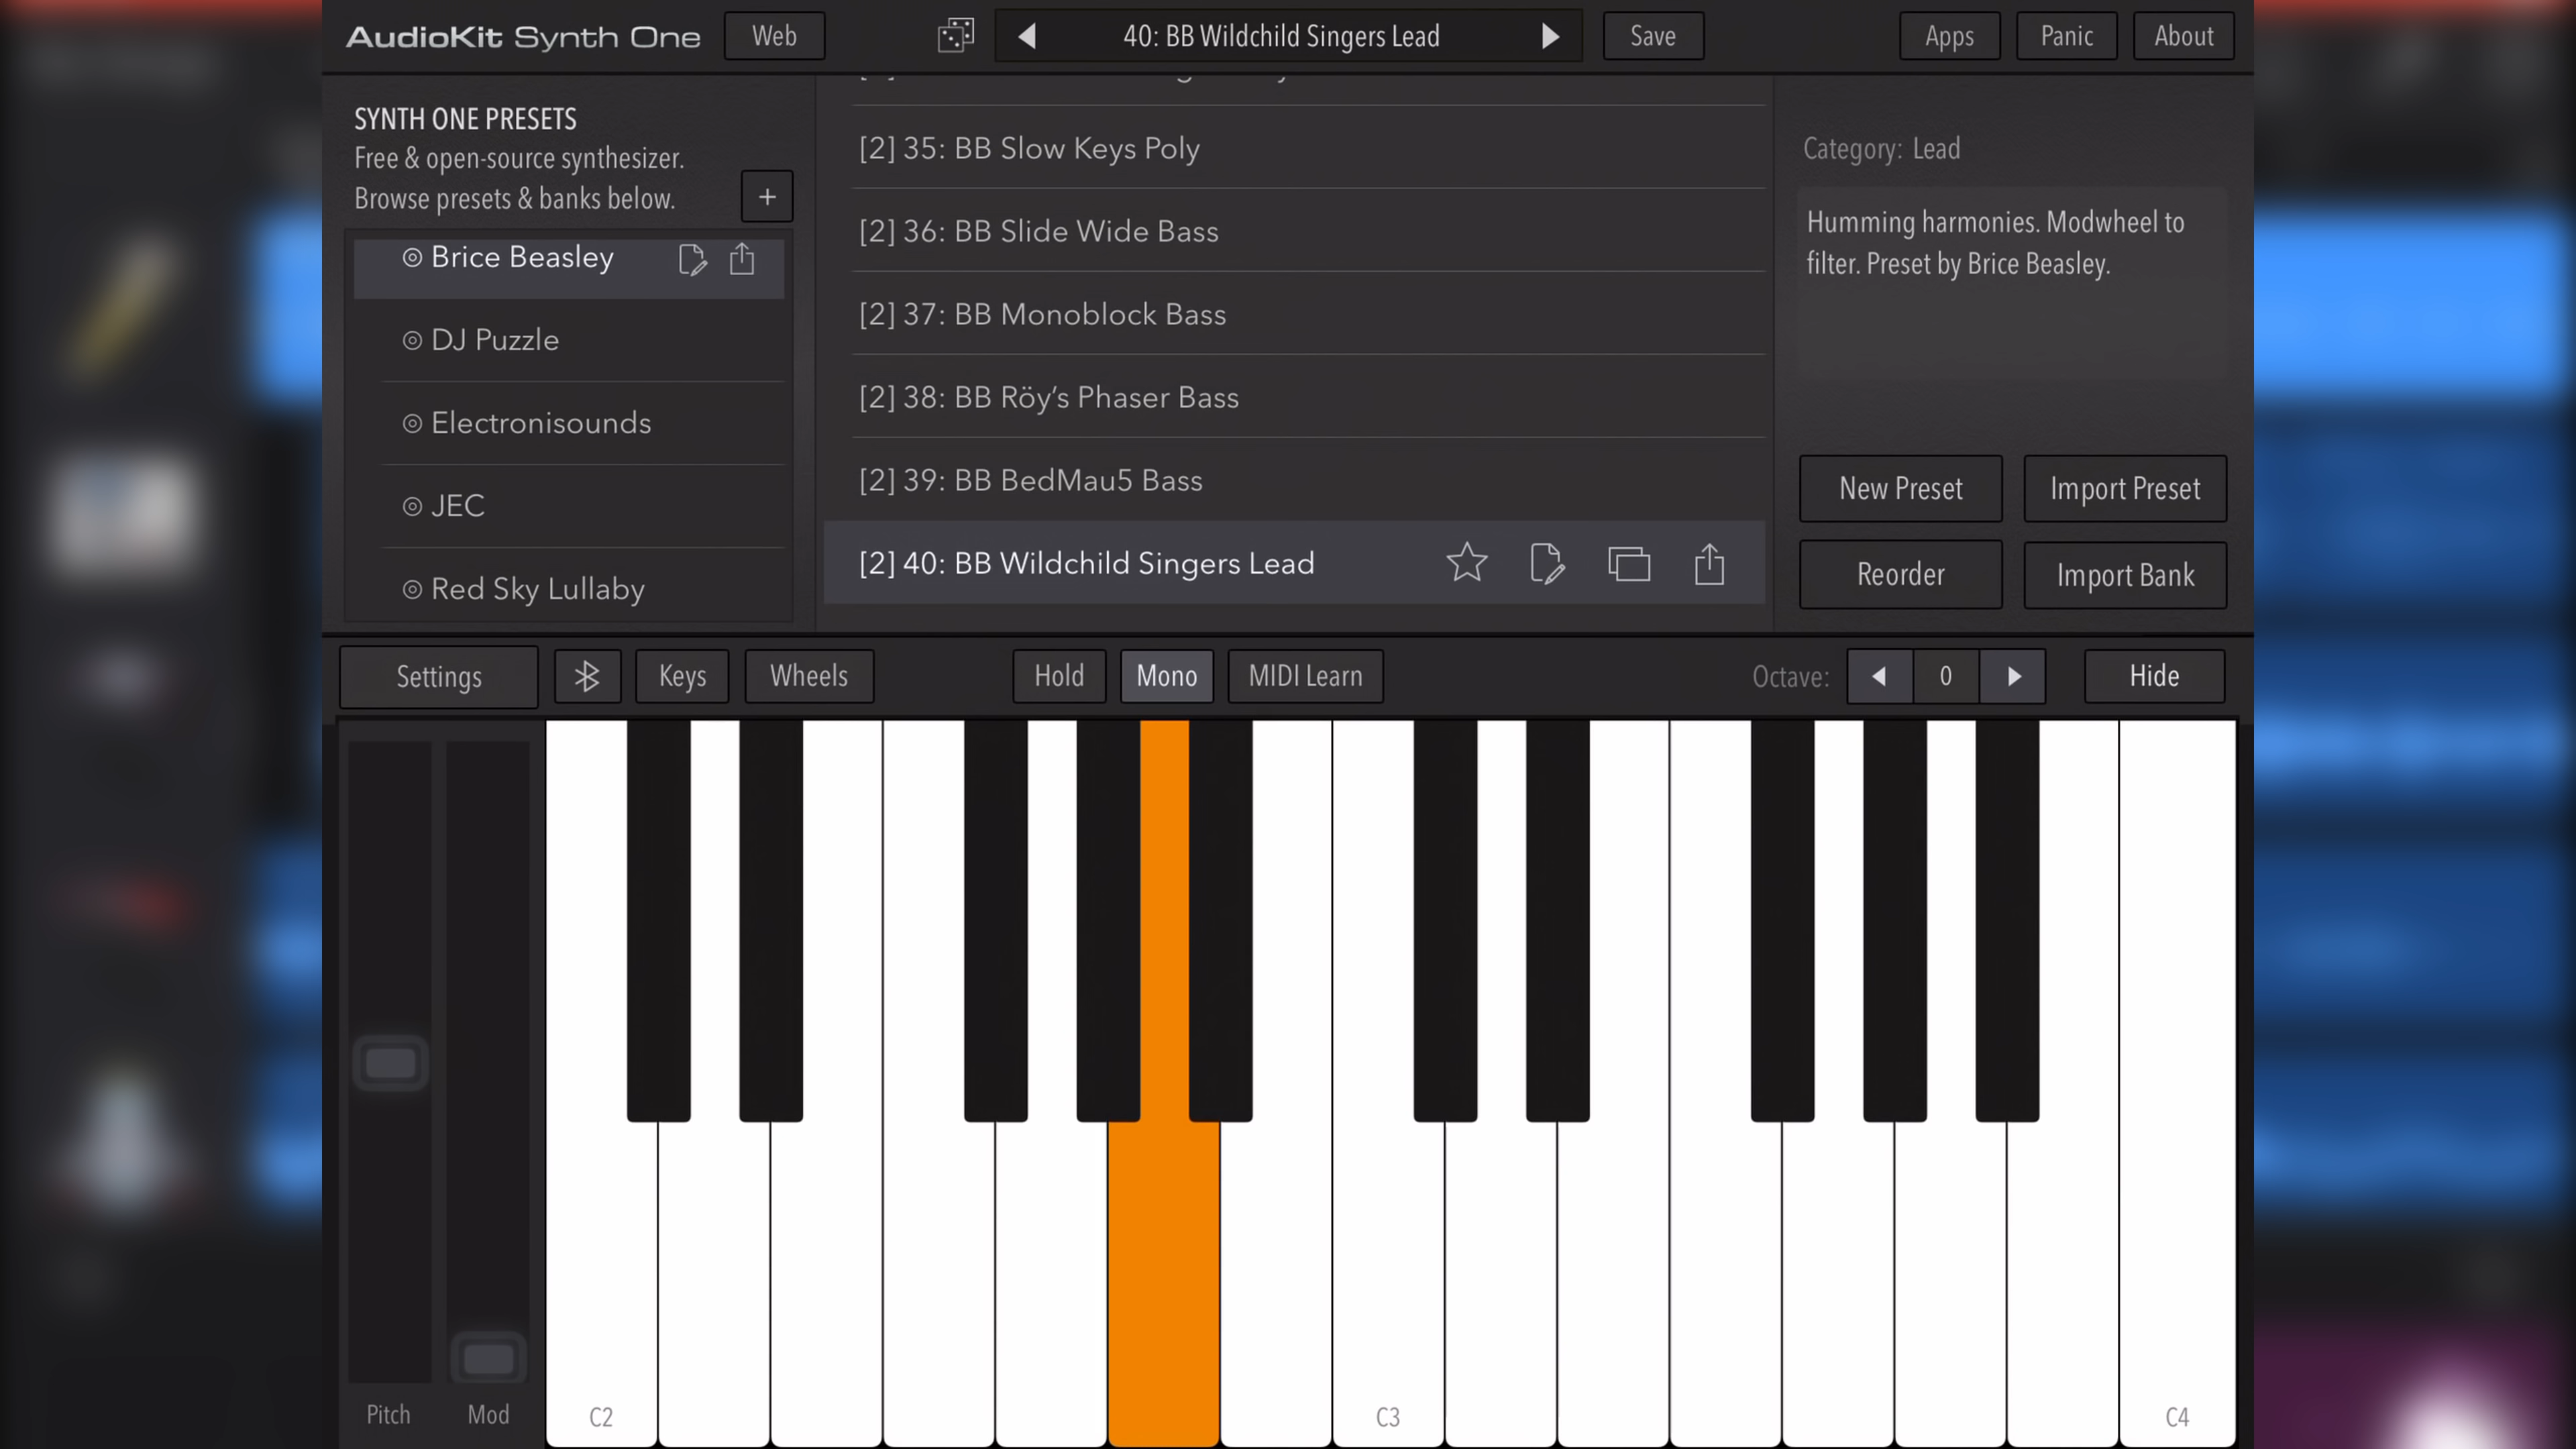 AudioKit Synth One
Web
40: BB Wildchild Singers Lead
Save
Apps
Panic
About
SYNTH ONE PRESETS
Free & open-source synthesizer.
Browse presets & banks below.
+
Brice Beasley
DJ Puzzle
Electronisounds
JEC
Red Sky Lullaby
[2] 35: BB Slow Keys Poly
[2] 36: BB Slide Wide Bass
[2] 37: BB Monoblock Bass
[2] 38: BB Röy’s Phaser Bass
[2] 39: BB BedMau5 Bass
[2] 40: BB Wildchild Singers Lead
Category: Lead
Humming harmonies. Modwheel to
filter. Preset by Brice Beasley.
New Preset
Import Preset
Reorder
Import Bank
Settings
Keys
Wheels
Hold
Mono
MIDI Learn
Octave:
0
Hide
Pitch
Mod
C2
C3
C4